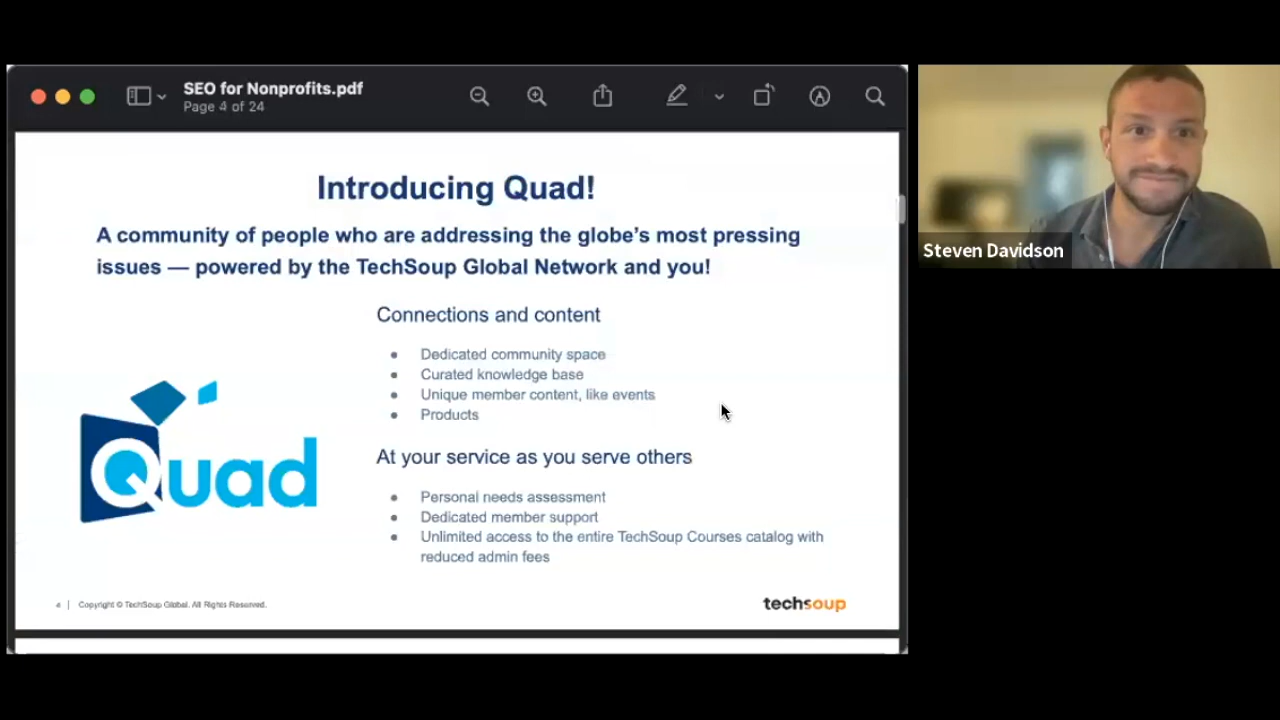 SEO for Nonprofits.pdf
Page 4 of 24
Introducing Quad!
A community of people who are addressing the globe’s most pressing
issues — powered by the TechSoup Global Network and you!
Connections and content
● Dedicated community space
● Curated knowledge base
● Unique member content, like events
● Products
Quad
At your service as you serve others
● Personal needs assessment
● Dedicated member support
● Unlimited access to the entire TechSoup Courses catalog with
reduced admin fees
4 | Copyright © TechSoup Global. All Rights Reserved.
techsoup
Steven Davidson